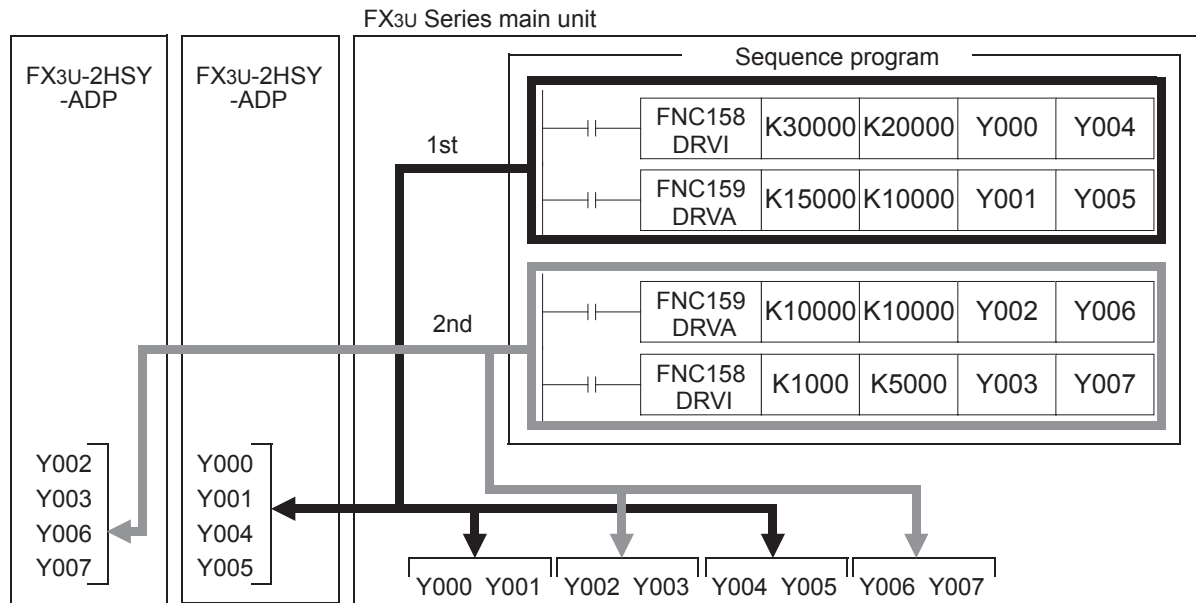 FX3U Series main unit
FX3U-2HSY
-ADP
FX3U-2HSY
-ADP
Sequence program
1st
FNC158
DRVI
K30000
K20000
Y000
Y004
FNC159
DRVA
K15000
K10000
Y001
Y005
2nd
FNC159
DRVA
K10000
K10000
Y002
Y006
FNC158
DRVI
K1000
K5000
Y003
Y007
Y002
Y003
Y006
Y007
Y000
Y001
Y004
Y005
Y000 Y001
Y002 Y003
Y004 Y005
Y006 Y007